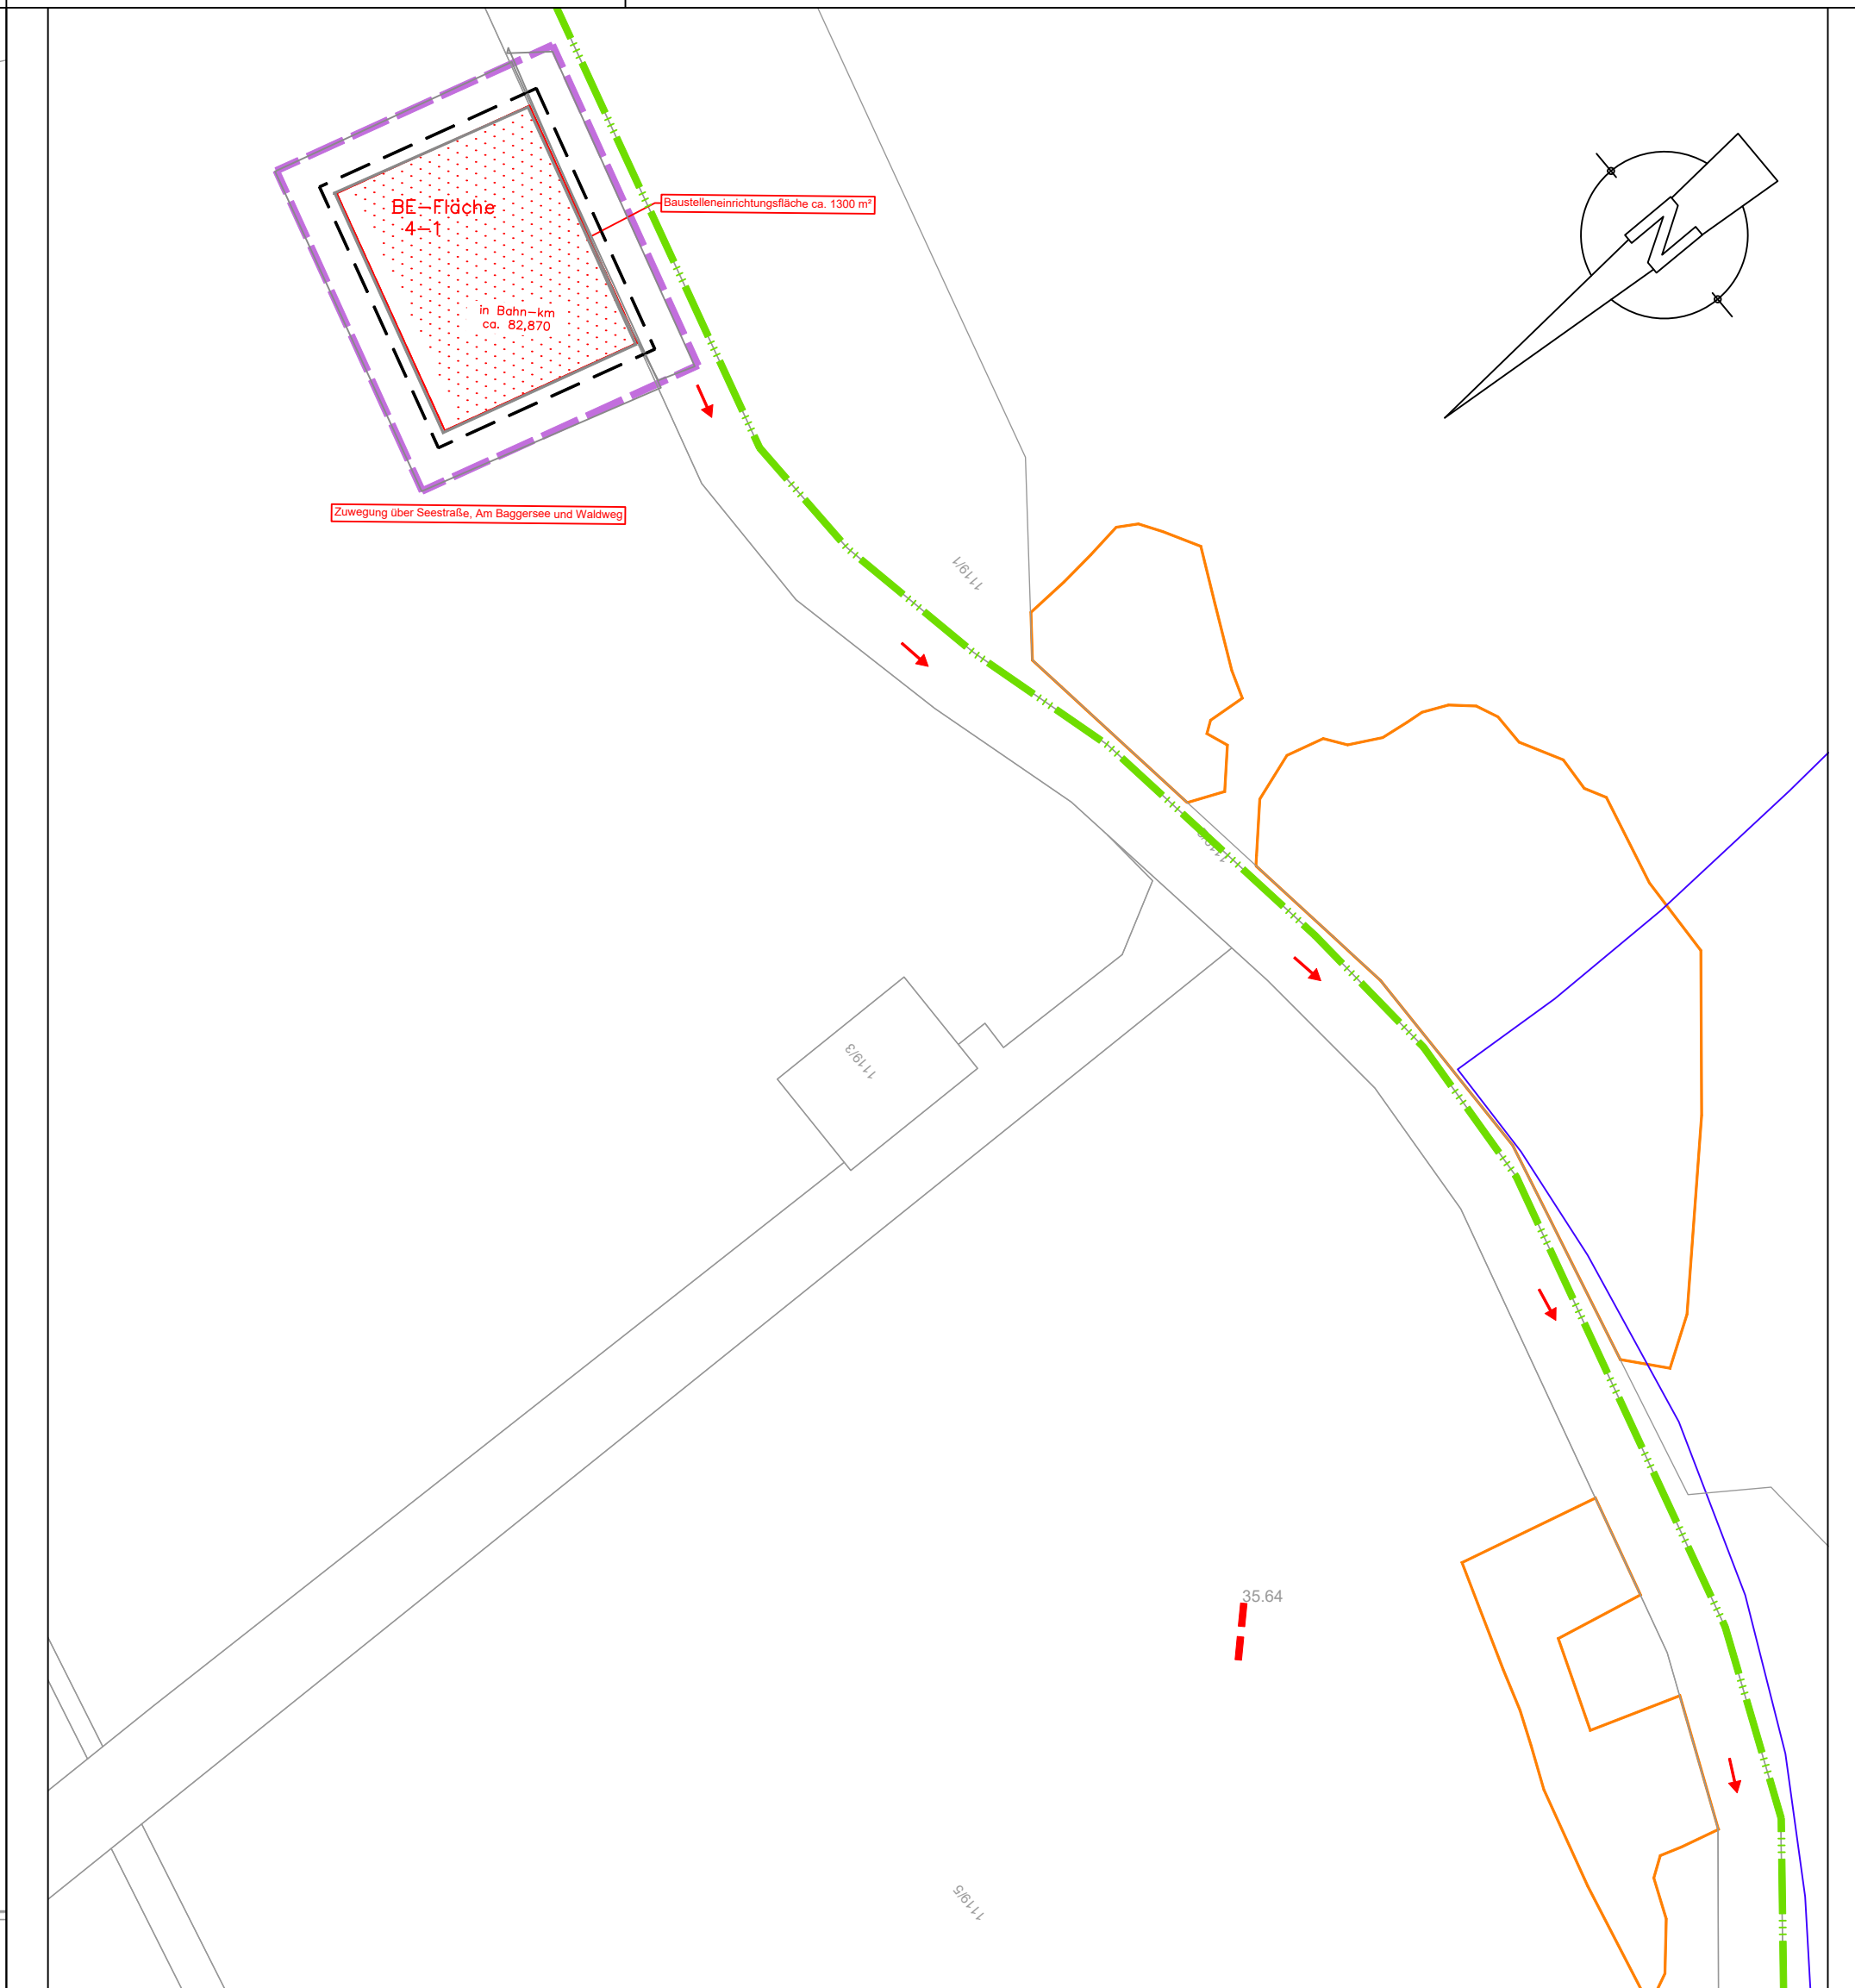 BE-Fläche
4-1
Baustelleneinrichtungsfläche ca. 1300 m²
in Bahn-km
ca. 82,870
Zuwegung über Seestraße, Am Baggersee und Waldweg
N
1119/1
1119/3
35.64
1119/5